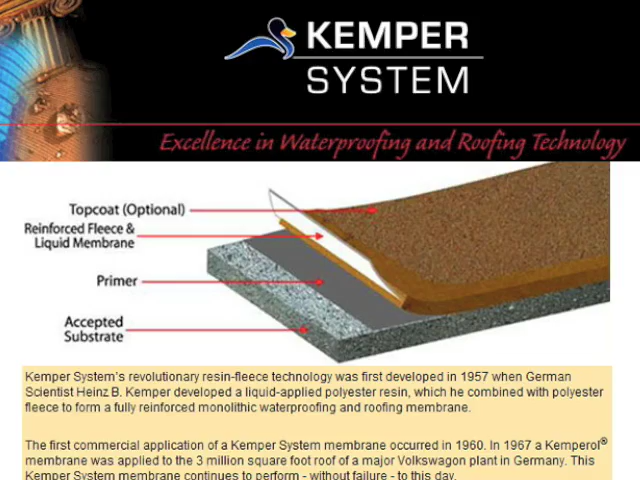 KEMPER
SYSTEM
Excellence in Waterproofing and Roofing Technology
Topcoat (Optional)
Reinforced Fleece &
Liquid Membrane
Primer
Accepted
Substrate
Kemper System's revolutionary resin-fleece technology was first developed in 1957 when German
Scientist Heinz B. Kemper developed a liquid-applied polyester resin, which he combined with polyester
fleece to form a fully reinforced monolithic waterproofing and roofing membrane.
The first commercial application of a Kemper System membrane occurred in 1960. In 1967 a Kemperol®
membrane was applied to the 3 million square foot roof of a major Volkswagen plant in Germany. This
Kemper System membrane continues to perform - without failure - to this day.